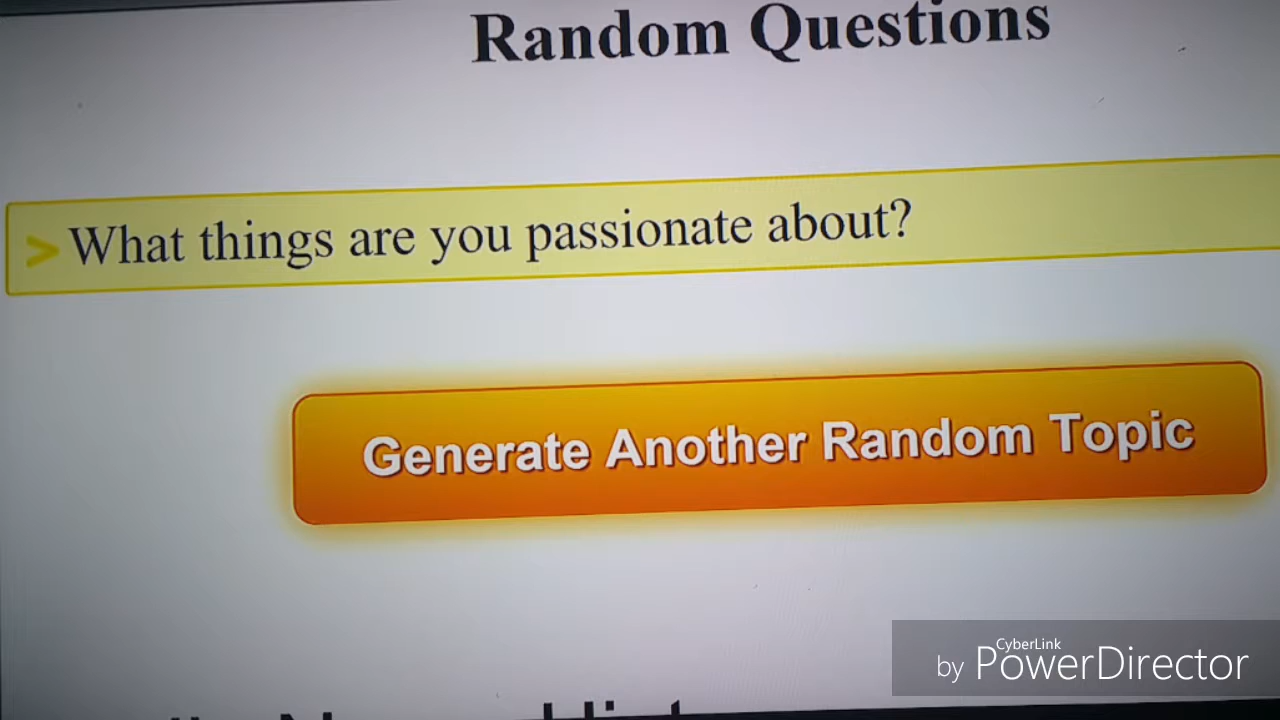 Random Questions
> What things are you passionate about?
Generate Another Random Topic
CyberLink
by PowerDirector